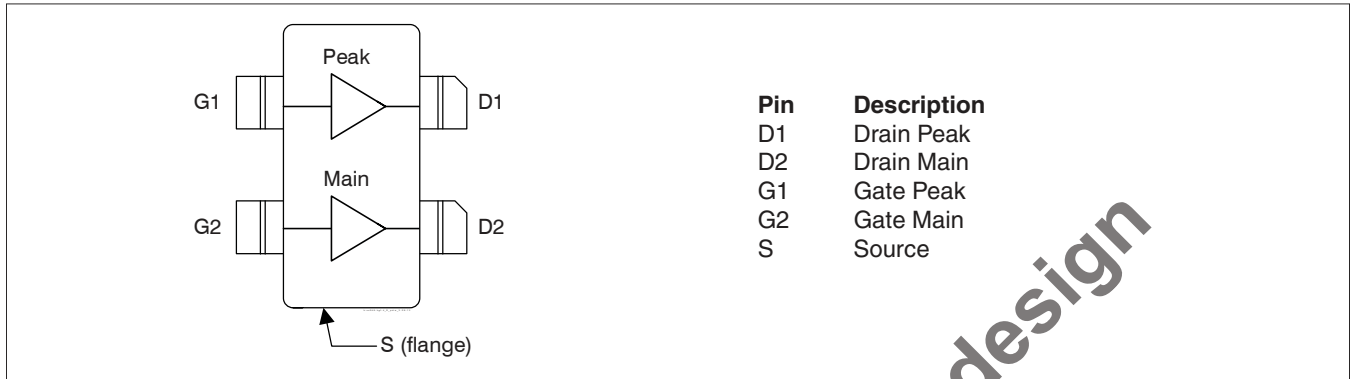 Peak
G1
D1
Main
G2
D2
S (flange)
Pin Description
D1 Drain Peak
D2 Drain Main
G1 Gate Peak
G2 Gate Main
S Source
design